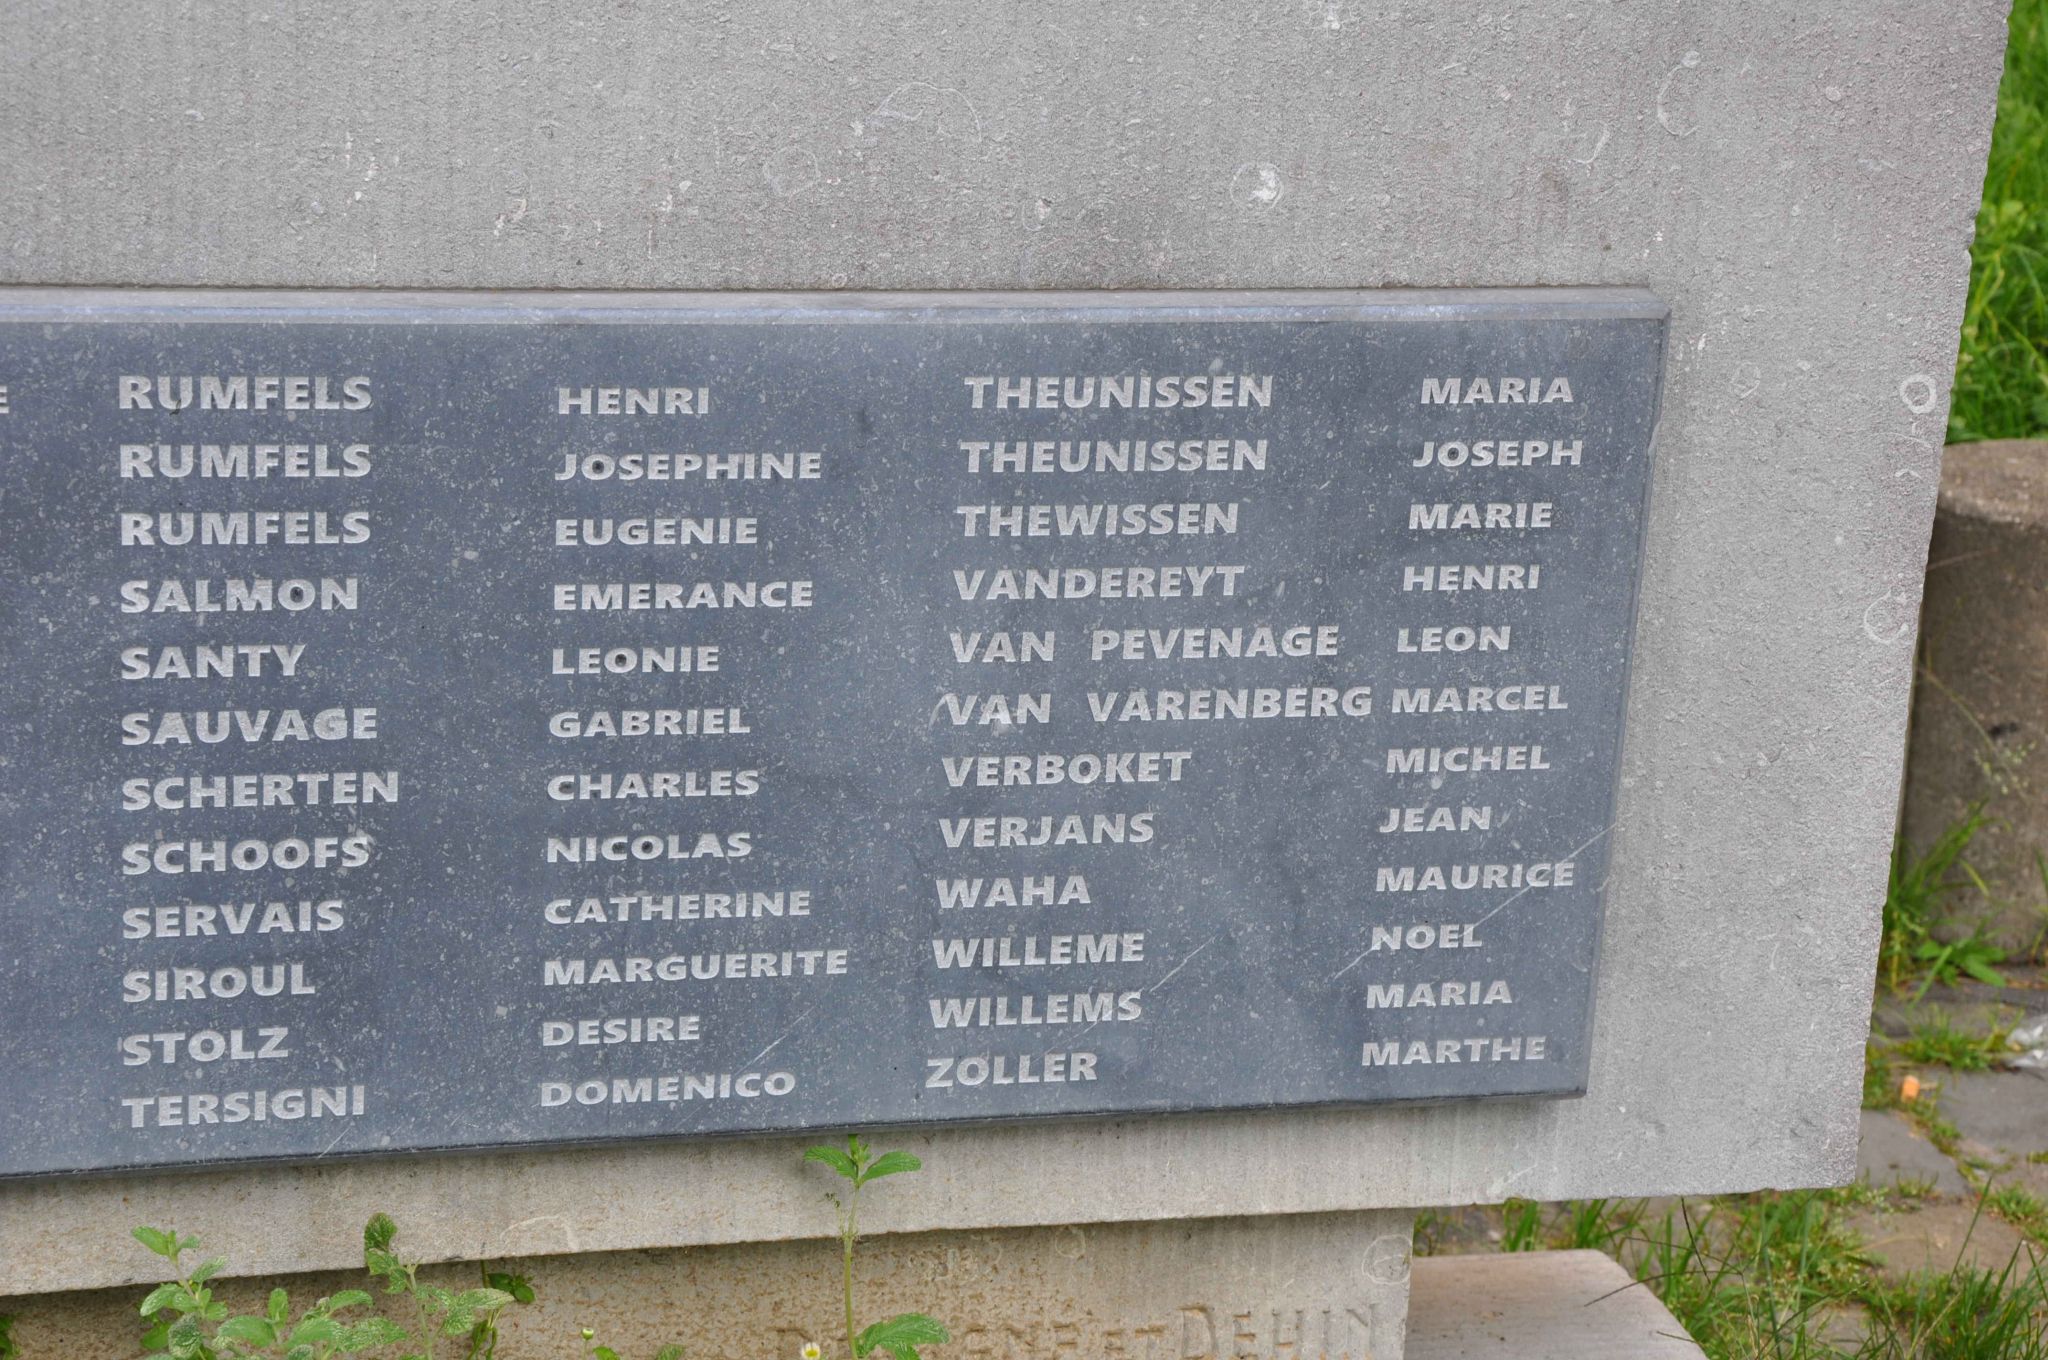 RUMFELS HENRI THEUNISSEN MARIA
RUMFELS JOSEPHINE THEUNISSEN JOSEPH
RUMFELS EUGENIE THEWISSEN MARIE
SALMON EMERANCE VANDEREYT HENRI
SANTY LEONIE VAN PEVENAGE LEON
SAUVAGE GABRIEL VAN VARENBERG MARCEL
SCHERTEN CHARLES VERBOKET MICHEL
SCHOOFS NICOLAS VERJANS JEAN
SERVAIS CATHERINE WAHA MAURICE
SIROUL MARGUERITE WILLEME NOEL
STOLZ DESIRE WILLEMS MARIA
TERSIGNI DOMENICO ZOLLER MARTHE
ET DEHIN